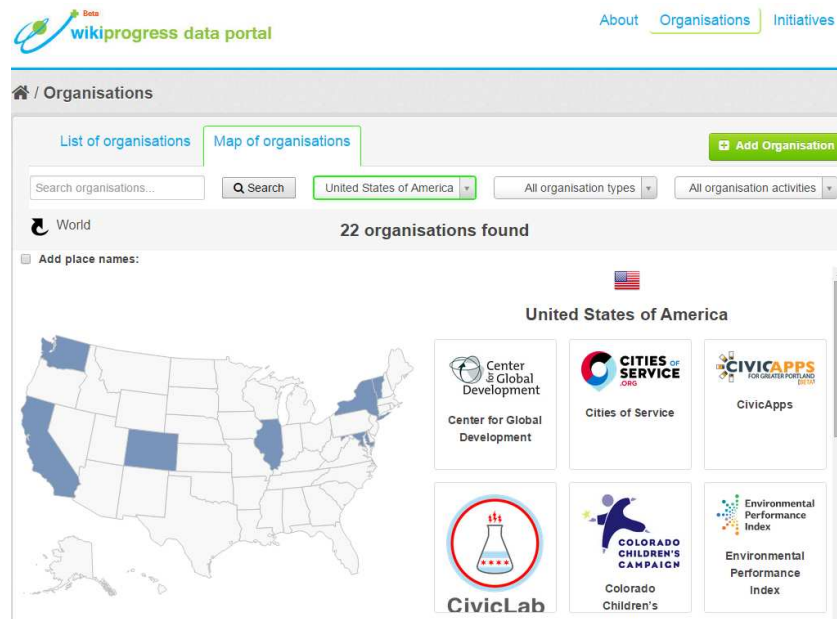 Beta
wikiprogress data portal
About
Organisations
Initiatives
/ Organisations
List of organisations
Map of organisations
Add Organisation
Search organisations...
Search
United States of America
All organisation types
All organisation activities
World
22 organisations found
Add place names:
United States of America
Center
for Global
Development
Center for Global
Development
CITIES OF
SERVICE
.ORG
Cities of Service
CIVICAPPS
FOR GREATER PORTLAND
(BETA)
CivicApps
CivicLab
COLORADO
CHILDREN'S
CAMPAIGN
Colorado
Children's
Environmental
Performance
Index
Environmental
Performance
Index